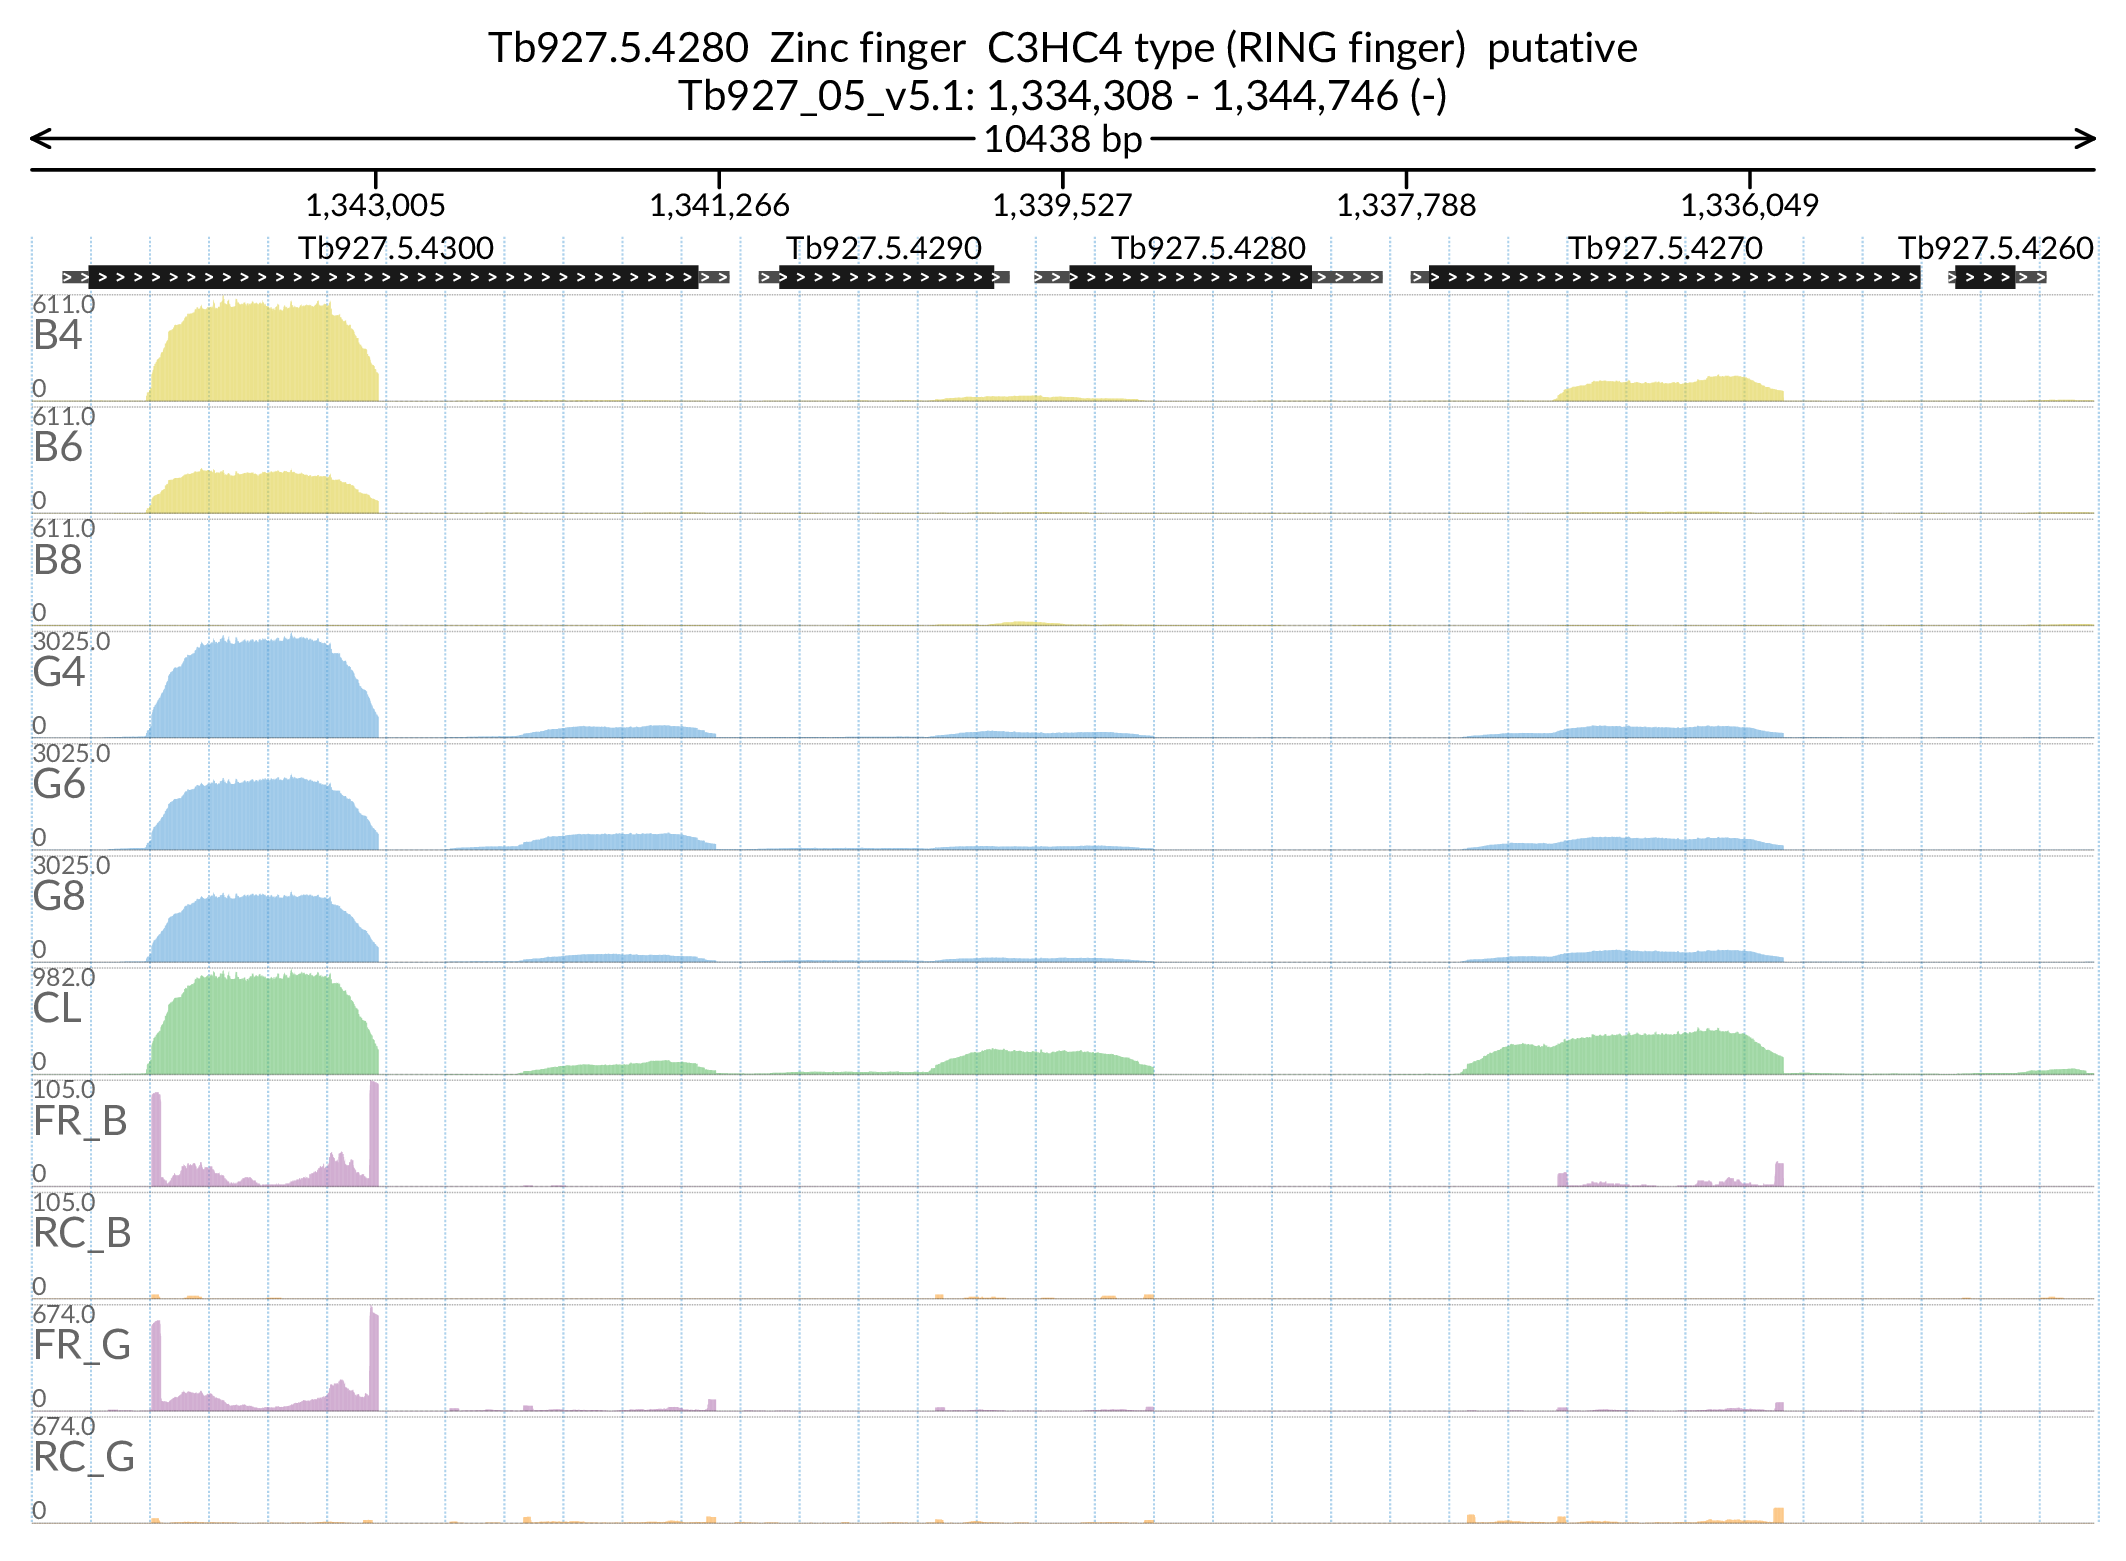 Tb927.5.4280  Zinc finger  C3HC4 type (RING finger)  putative
Tb927_05_v5.1: 1,334,308 - 1,344,746 (-)
10438 bp
1,343,005 1,341,266 1,339,527 1,337,788 1,336,049
Tb927.5.4300 Tb927.5.4290 Tb927.5.4280 Tb927.5.4270 Tb927.5.4260
611.0
B4
0
611.0
B6
0
611.0
B8
0
3025.0
G4
0
3025.0
G6
0
3025.0
G8
0
982.0
CL
0
105.0
FR_B
0
105.0
RC_B
0
674.0
FR_G
0
674.0
RC_G
0